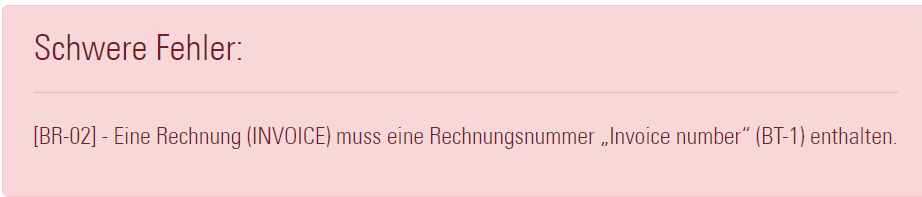 Schwere Fehler:
[BR-02] - Eine Rechnung (INVOICE) muss eine Rechnungsnummer „Invoice number“ (BT-1) enthalten.